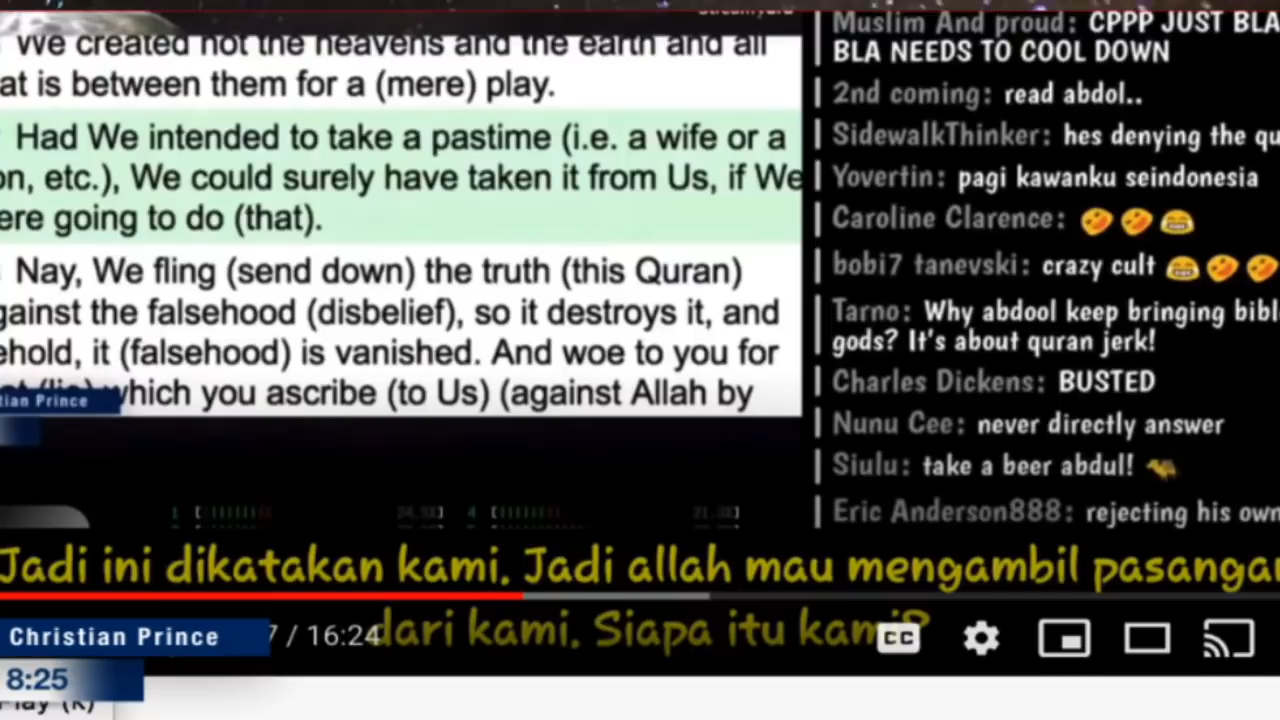 We created not the heavens and the earth and all
at is between them for a (mere) play.
Had We intended to take a pastime (i.e. a wife or a
on, etc.), We could surely have taken it from Us, if We
ere going to do (that).
Nay, We fling (send down) the truth (this Quran)
gainst the falsehood (disbelief), so it destroys it, and
ehold, it (falsehood) is vanished. And woe to you for
which you ascribe (to Us) (against Allah by
tian Prince
Muslim And proud: CPPP JUST BLA
BLA NEEDS TO COOL DOWN
2nd coming: read abdol..
SidewalkThinker: hes denying the qu
Yovertin: pagi kawanku seindonesia
Caroline Clarence: 🤣🤣😂
bobi7 tanevski: crazy cult 😂🤣🤣
Tarno: Why abdool keep bringing bibl
gods? It's about quran jerk!
Charles Dickens: BUSTED
Nunu Cee: never directly answer
Siulu: take a beer abdul! 🐪
Eric Anderson888: rejecting his own
Jadi ini dikatakan kami. Jadi allah mau mengambil pasangan
dari kami. Siapa itu kami?
Christian Prince
7 / 16:24
CC
8:25
Play (k)